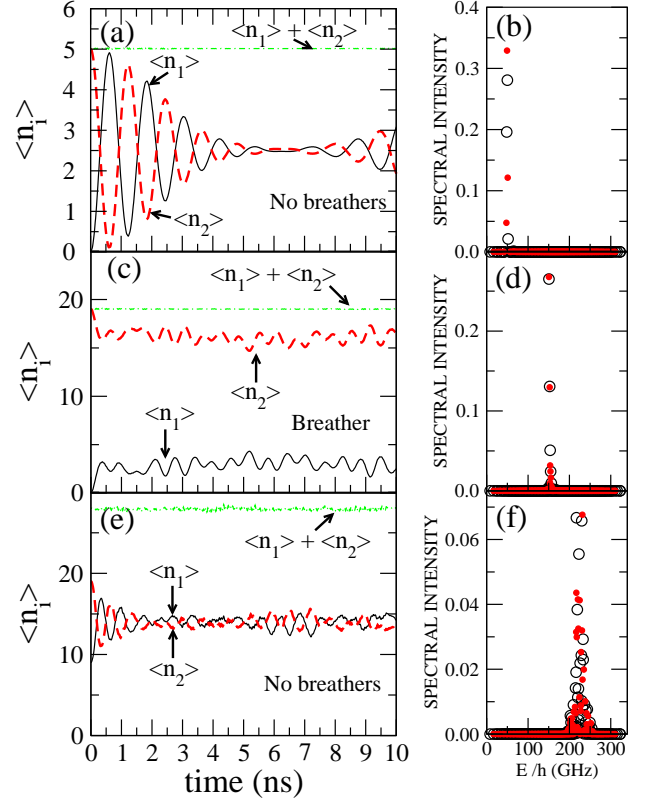 (a)
<n1> + <n2>
<n1>
<n2>
No breathers
<ni>
6
5
4
3
2
1
0
(b)
SPECTRAL INTENSITY
0.4
0.3
0.2
0.1
0.0
(c)
<n1> + <n2>
<n2>
<n1>
Breather
<ni>
20
10
0
(d)
SPECTRAL INTENSITY
0.2
0.1
0.0
(e)
<n1> + <n2>
<n1>
<n2>
No breathers
<ni>
20
10
0
0 1 2 3 4 5 6 7 8 9 10
time (ns)
(f)
SPECTRAL INTENSITY
0.06
0.04
0.02
0.00
0 100 200 300
E /h (GHz)